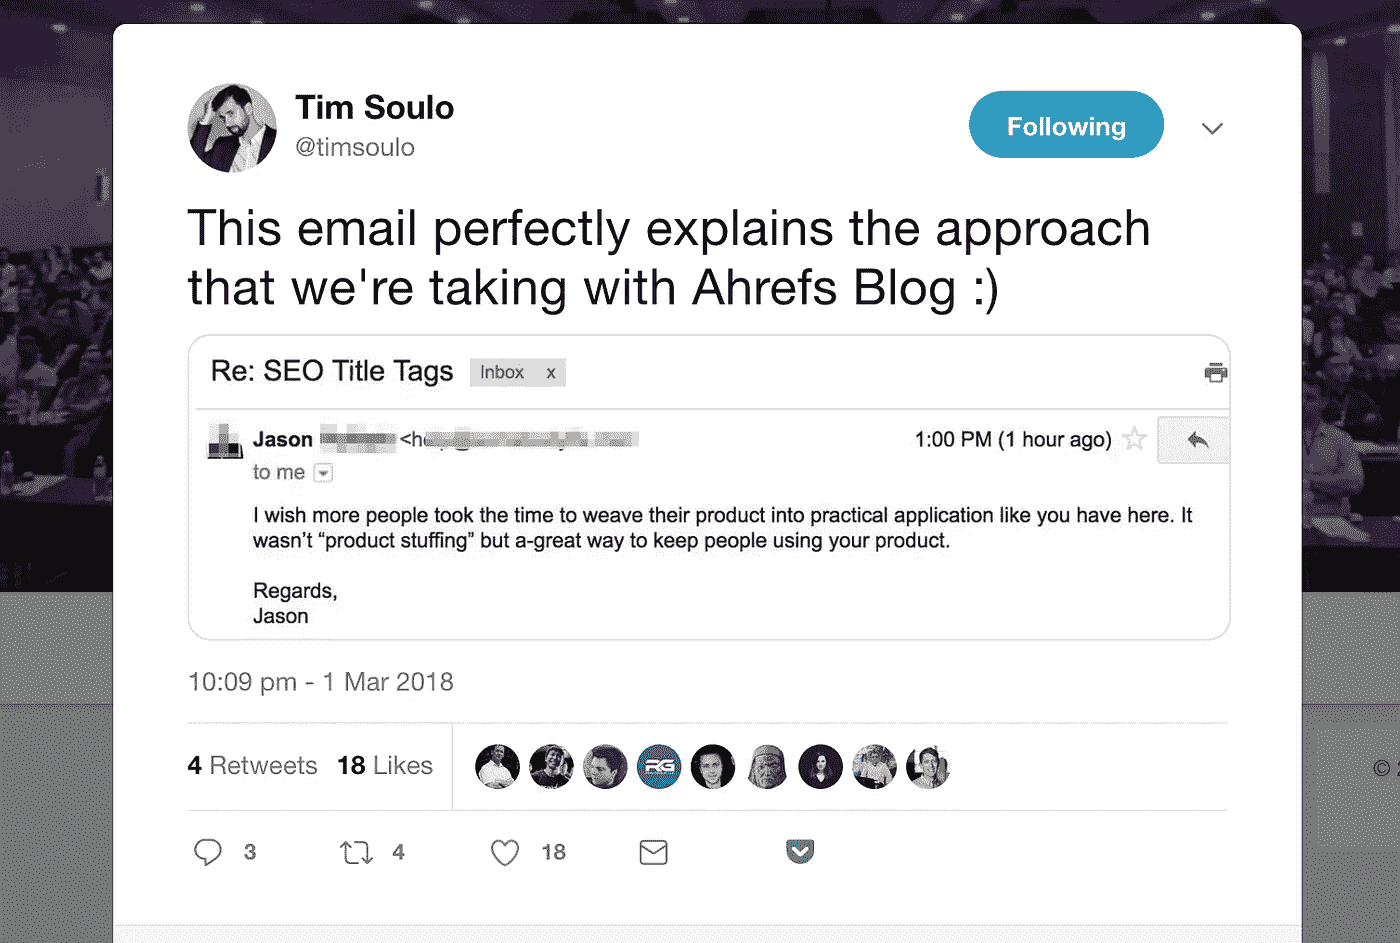 Tim Soulo
@timsoulo
Following
This email perfectly explains the approach
that we're taking with Ahrefs Blog :)
Re: SEO Title Tags Inbox x
Jason
1:00 PM (1 hour ago)
to me
I wish more people took the time to weave their product into practical application like you have here. It
wasn't “product stuffing” but a-great way to keep people using your product.
Regards,
Jason
10:09 pm - 1 Mar 2018
4 Retweets 18 Likes
RG
3 4 18
©